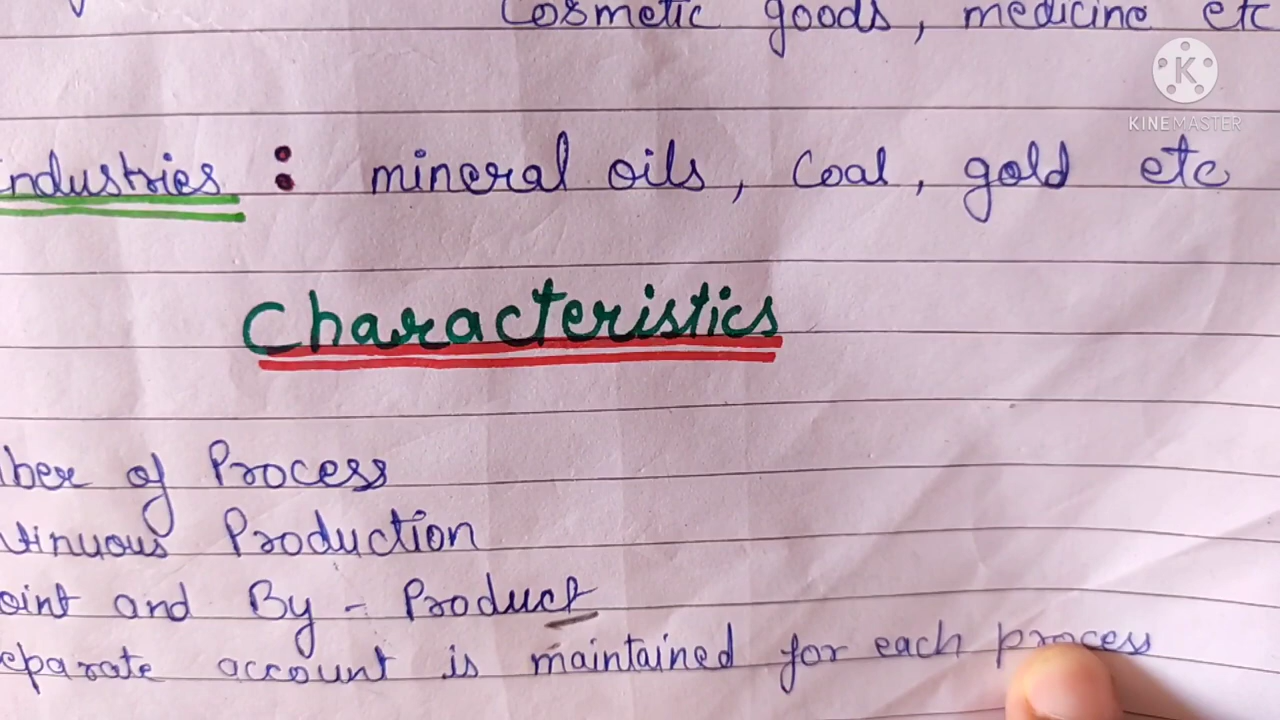 Cosmetic goods, medicine etc
KINEMASTER
industries : mineral oils, Coal, gold etc
Characteristics
of Process
Production
and By - Product
account is maintained for each process